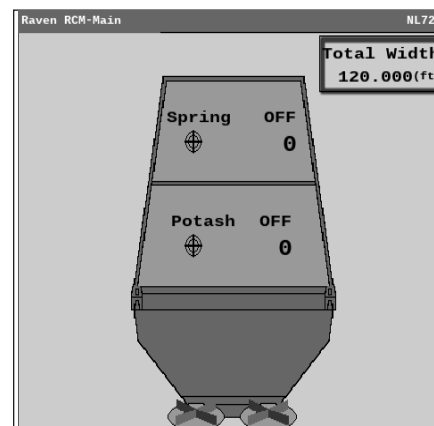 Raven RCM-Main NL72
Total Width
120.000(ft
Spring OFF
0
Potash OFF
0